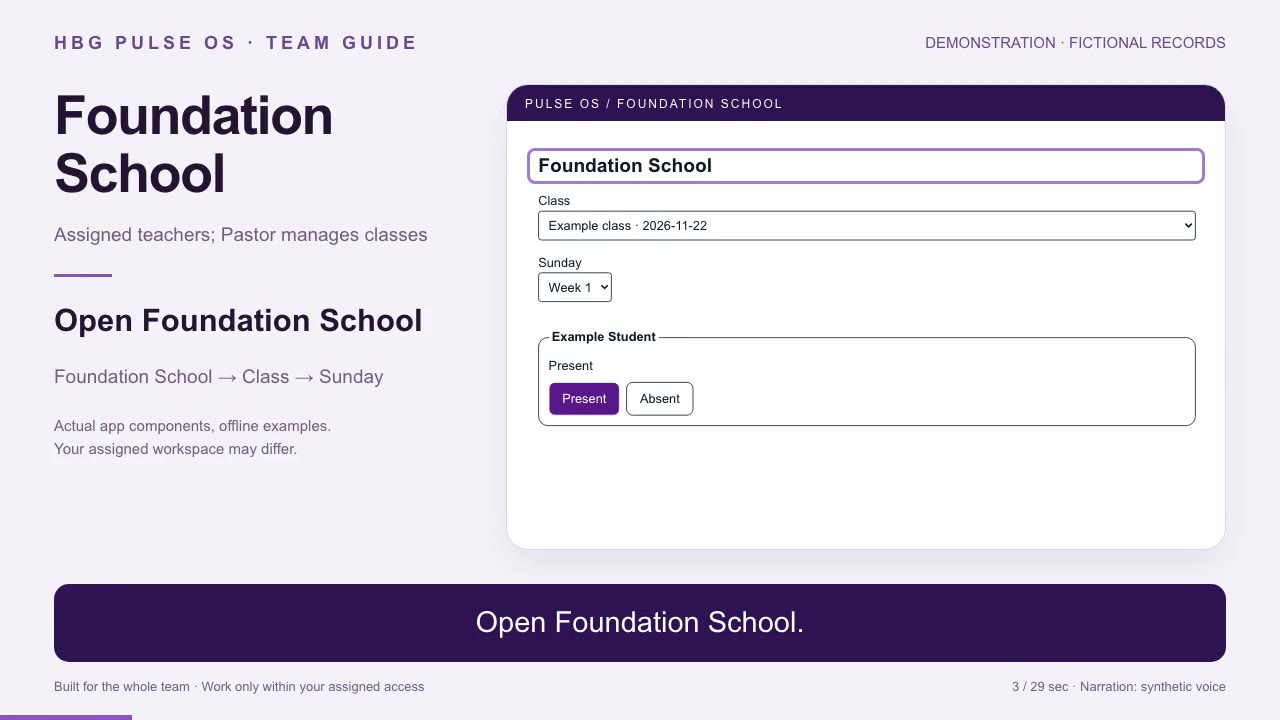 HBG PULSE OS · TEAM GUIDE
DEMONSTRATION · FICTIONAL RECORDS
Foundation
School
Assigned teachers; Pastor manages classes
Open Foundation School
Foundation School → Class → Sunday
Actual app components, offline examples.
Your assigned workspace may differ.
PULSE OS / FOUNDATION SCHOOL
Foundation School
Class
Example class · 2026-11-22
Sunday
Week 1
Example Student
Present
Present
Absent
Open Foundation School.
Built for the whole team · Work only within your assigned access
3 / 29 sec · Narration: synthetic voice